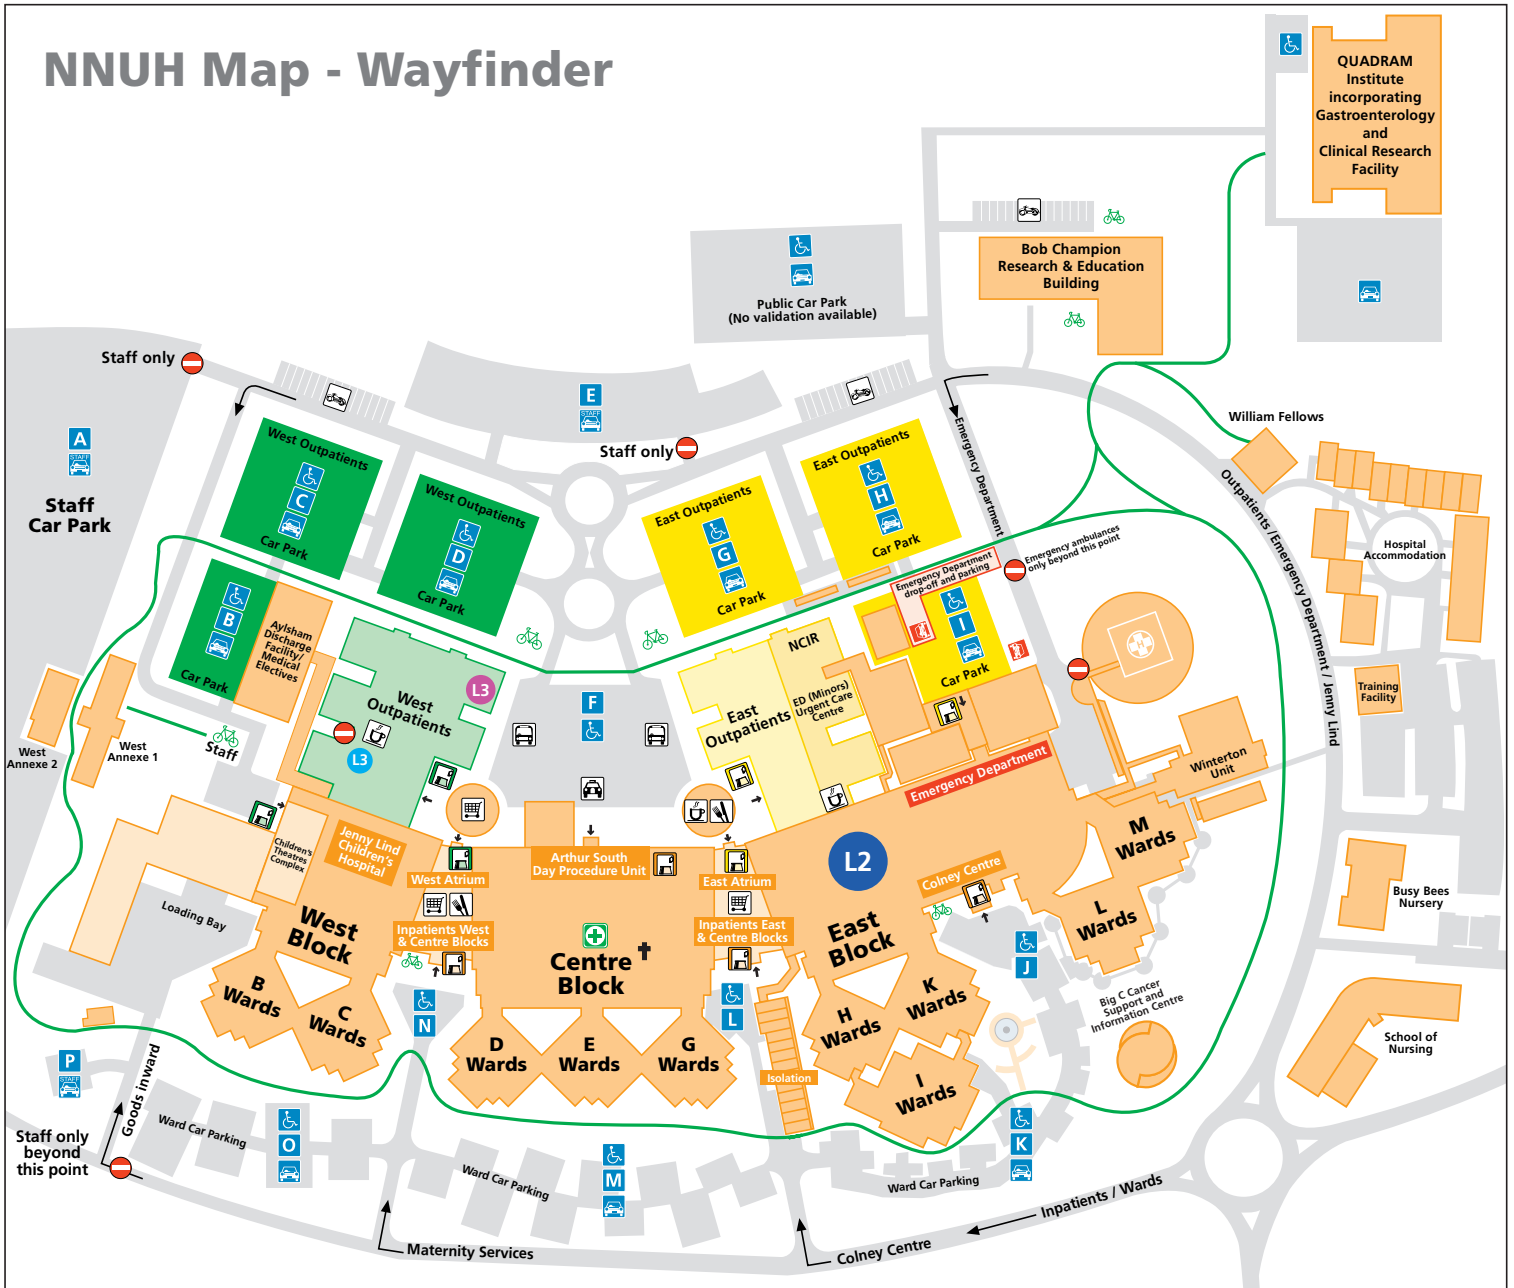 NNUH Map - Wayfinder
QUADRAM
Institute
incorporating
Gastroenterology
and
Clinical Research
Facility
Bob Champion
Research & Education
Building
Public Car Park
(No validation available)
Staff only
E
STAFF
Staff only
A
STAFF
Staff
Car Park
West Outpatients
C
Car Park
West Outpatients
D
Car Park
East Outpatients
G
Car Park
East Outpatients
H
Car Park
Emergency Department
William Fellows
Outpatients /Emergency Department / Jenny Lind
Hospital
Accommodation
Emergency ambulances
only beyond this point
Emergency Department
drop-off and parking
I
Car Park
B
Car Park
Aylsham
Discharge
Facility/
Medical
Electives
West
Outpatients
L3
L3
F
NCIR
East
Outpatients
ED (Minors)
Urgent Care
Centre
Emergency Department
Training
Facility
Winterton
Unit
West
Annexe 2
West
Annexe 1
Staff
Children's
Theatres
Complex
Jenny Lind
Children's
Hospital
West Atrium
Arthur South
Day Procedure Unit
East Atrium
L2
Colney Centre
M
Wards
L
Wards
Busy Bees
Nursery
Loading Bay
West
Block
Inpatients West
& Centre Blocks
Centre
Block
Inpatients East
& Centre Blocks
East
Block
J
B
Wards
C
Wards
N
L
H
Wards
K
Wards
Big C Cancer
Support and
Information Centre
School of
Nursing
D
Wards
E
Wards
G
Wards
Isolation
I
Wards
P
STAFF
Goods inward
Staff only
beyond
this point
Ward Car Parking
O
Ward Car Parking
M
Ward Car Parking
K
Inpatients / Wards
Maternity Services
Colney Centre